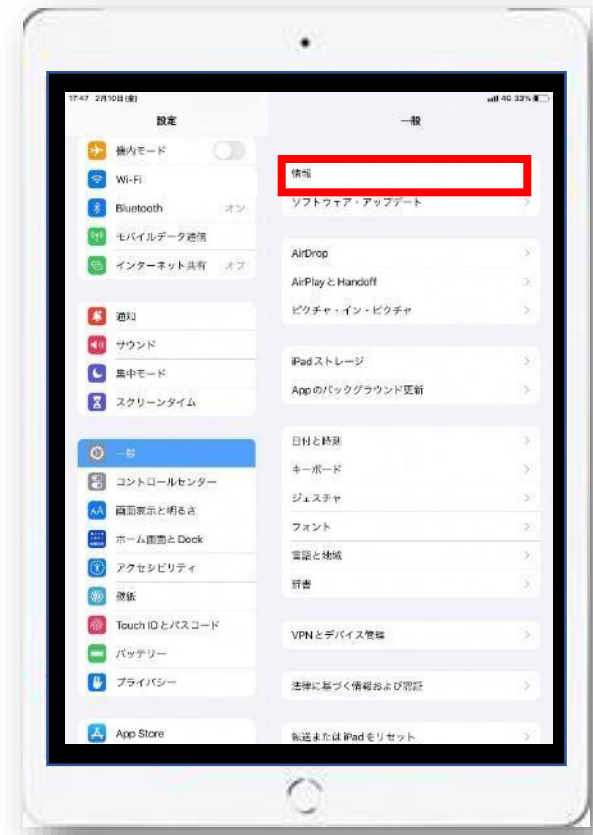 17:47 2月10日(金)
4G 33%
設定
機内モード
Wi-Fi
Bluetooth オン
モバイルデータ通信
インターネット共有 オフ
通知
サウンド
集中モード
スクリーンタイム
一般
コントロールセンター
画面表示と明るさ
ホーム画面とDock
アクセシビリティ
壁紙
Touch IDとパスコード
バッテリー
プライバシー
App Store
一般
情報
ソフトウェア・アップデート
AirDrop
AirPlayとHandoff
ピクチャ・イン・ピクチャ
iPadストレージ
Appのバックグラウンド更新
日付と時刻
キーボード
ジェスチャ
フォント
言語と地域
辞書
VPNとデバイス管理
法律に基づく情報および認証
転送またはiPadをリセット